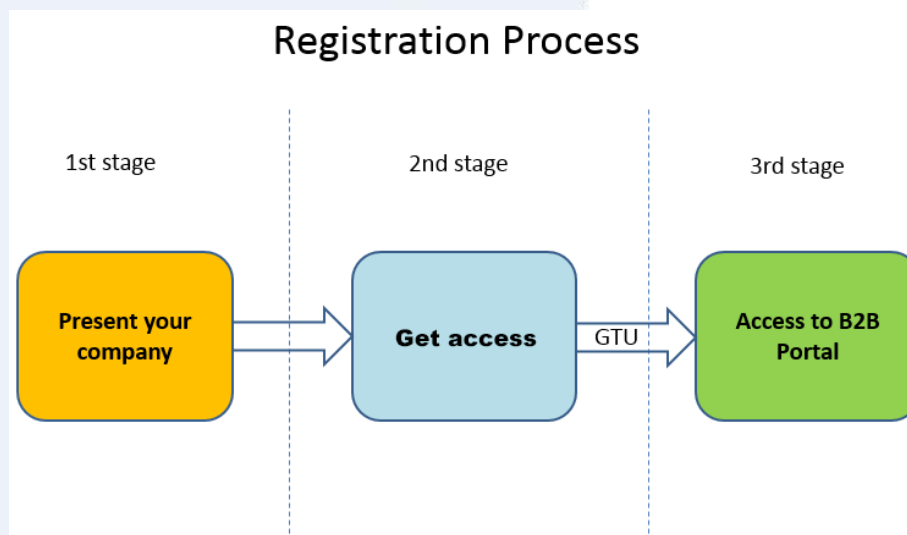 Registration Process
1st stage
2nd stage
3rd stage
Present your
company
Get access
GTU
Access to B2B
Portal